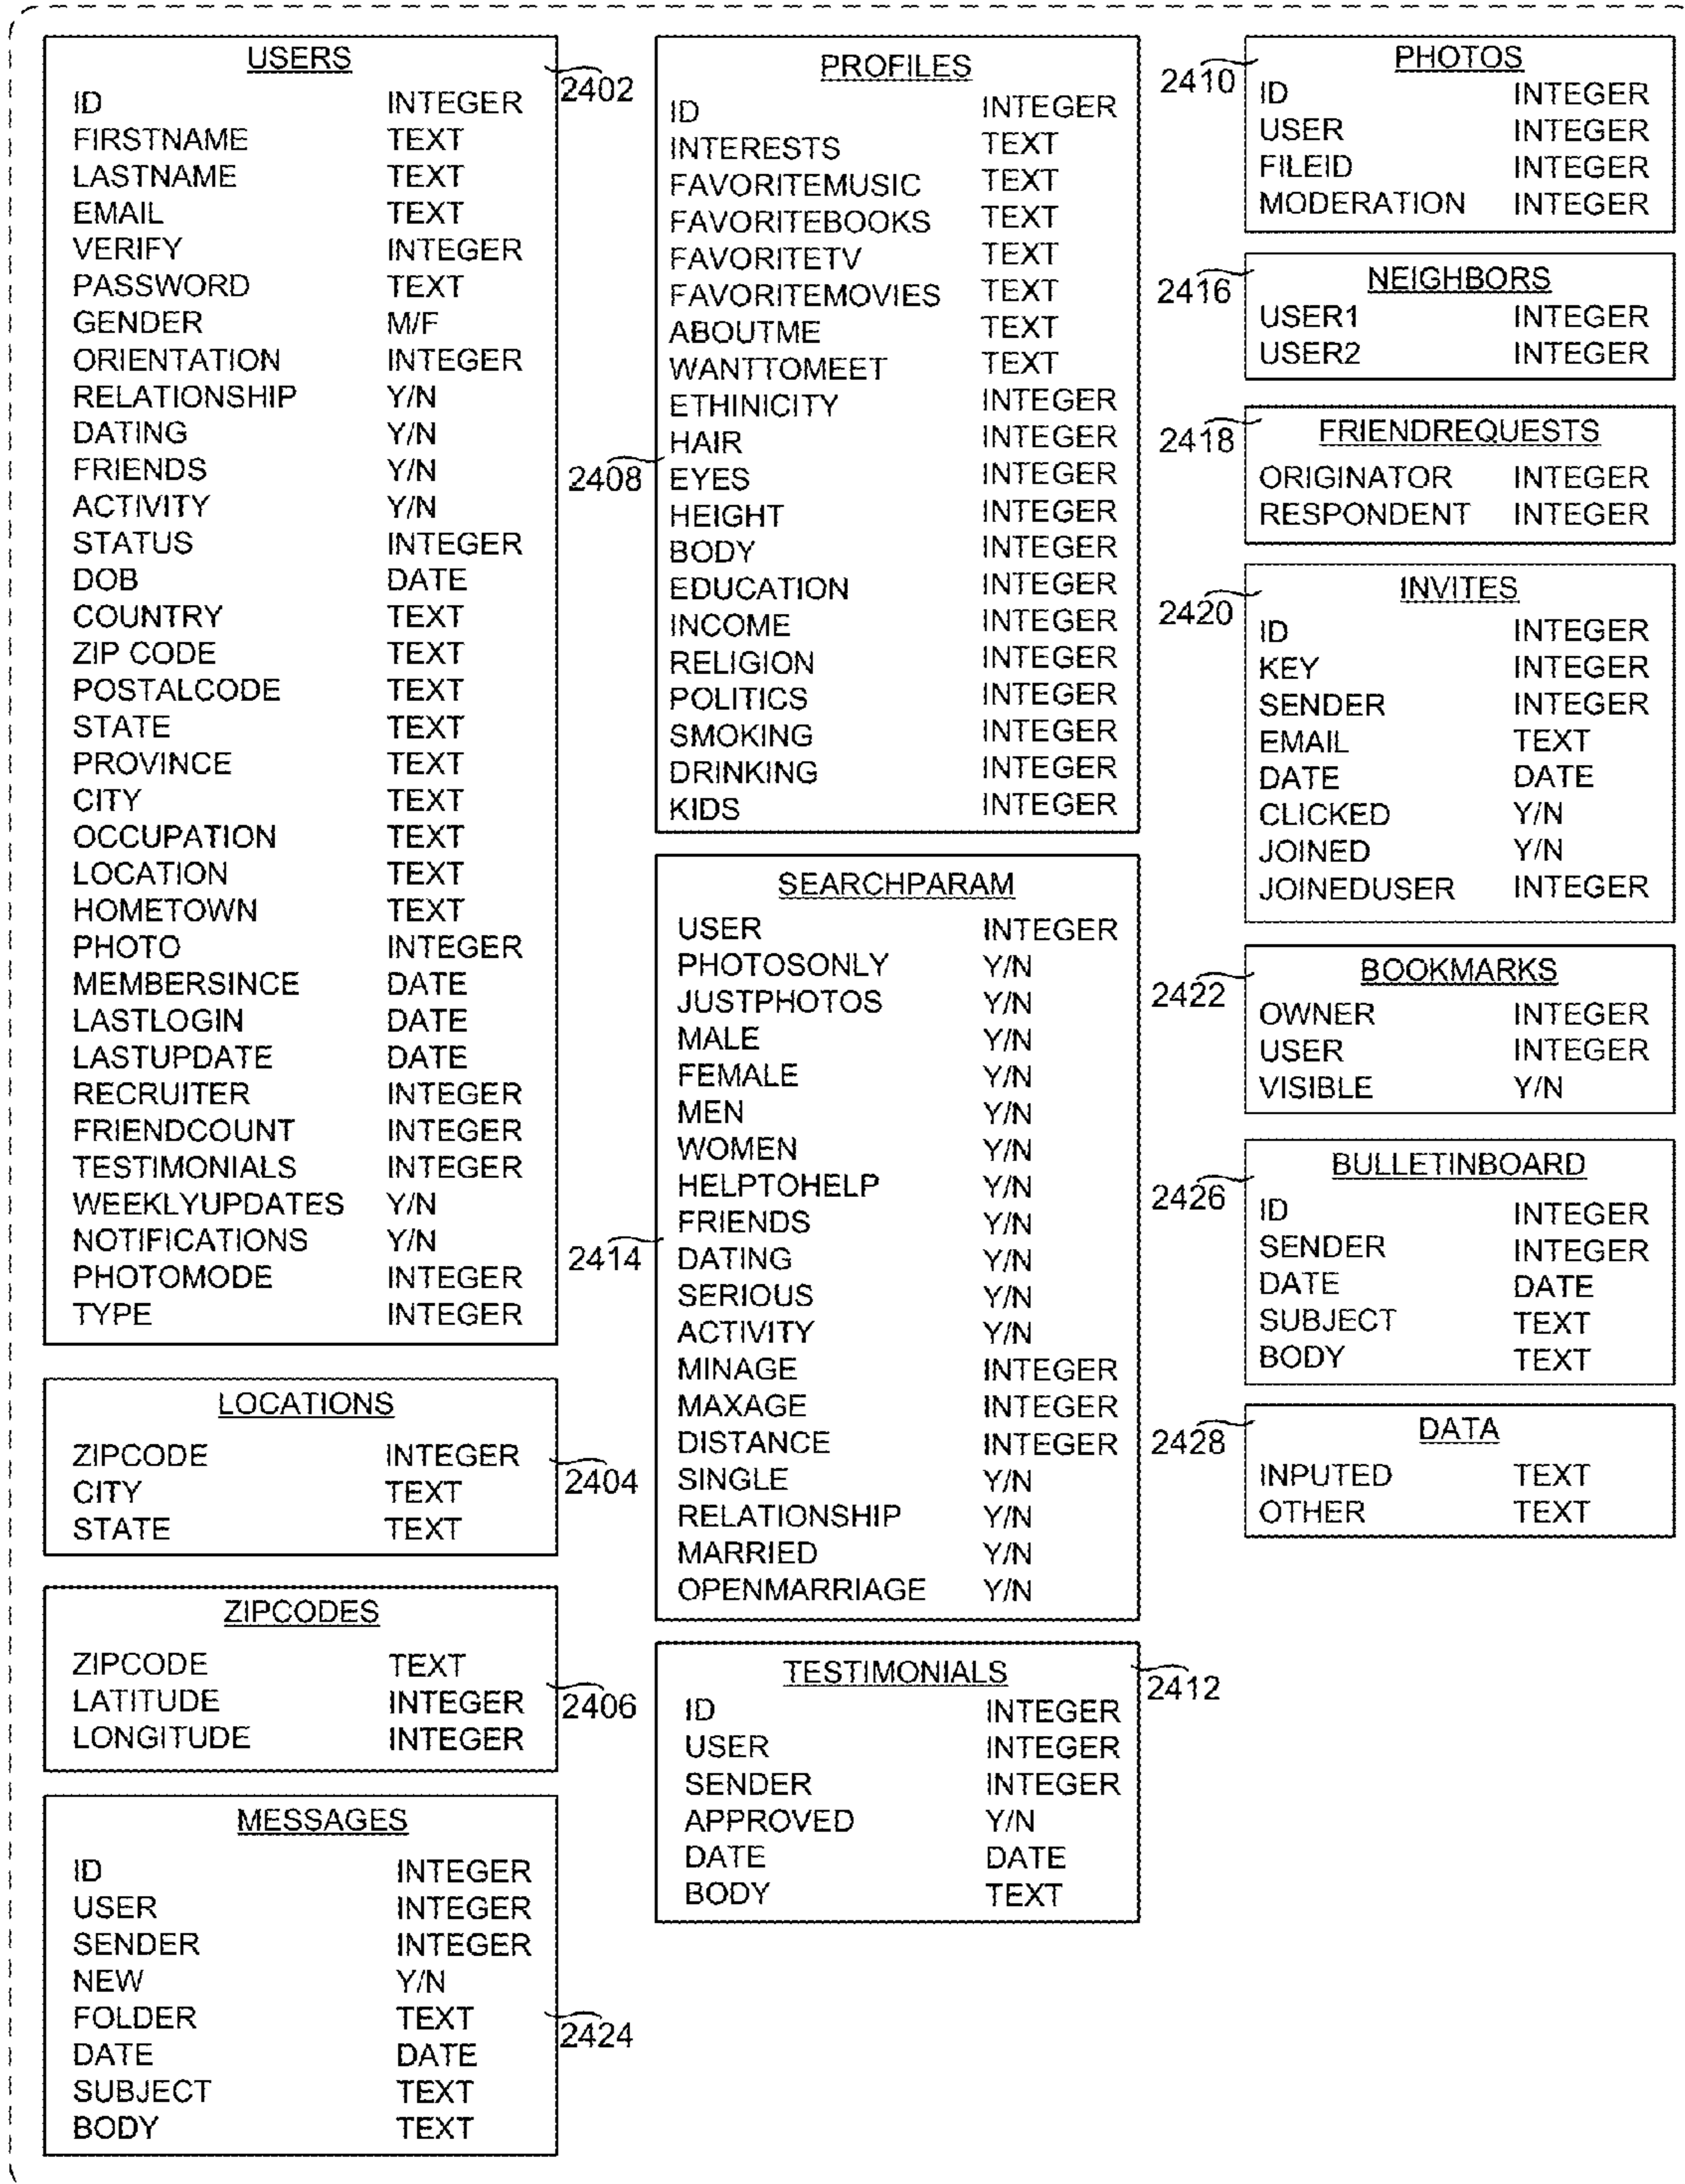 USERS
ID INTEGER
FIRSTNAME TEXT
LASTNAME TEXT
EMAIL TEXT
VERIFY INTEGER
PASSWORD TEXT
GENDER M/F
ORIENTATION INTEGER
RELATIONSHIP Y/N
DATING Y/N
FRIENDS Y/N
ACTIVITY Y/N
STATUS INTEGER
DOB DATE
COUNTRY TEXT
ZIP CODE TEXT
POSTALCODE TEXT
STATE TEXT
PROVINCE TEXT
CITY TEXT
OCCUPATION TEXT
LOCATION TEXT
HOMETOWN TEXT
PHOTO INTEGER
MEMBERSINCE DATE
LASTLOGIN DATE
LASTUPDATE DATE
RECRUITER INTEGER
FRIENDCOUNT INTEGER
TESTIMONIALS INTEGER
WEEKLYUPDATES Y/N
NOTIFICATIONS Y/N
PHOTOMODE INTEGER
TYPE INTEGER
2402
LOCATIONS
ZIPCODE INTEGER
CITY TEXT
STATE TEXT
2404
ZIPCODES
ZIPCODE TEXT
LATITUDE INTEGER
LONGITUDE INTEGER
2406
MESSAGES
ID INTEGER
USER INTEGER
SENDER INTEGER
NEW Y/N
FOLDER TEXT
DATE DATE
SUBJECT TEXT
BODY TEXT
2424
PROFILES
ID INTEGER
INTERESTS TEXT
FAVORITEMUSIC TEXT
FAVORITEBOOKS TEXT
FAVORITETV TEXT
FAVORITEMOVIES TEXT
ABOUTME TEXT
WANTTOMEET TEXT
ETHINICITY INTEGER
HAIR INTEGER
EYES INTEGER
HEIGHT INTEGER
BODY INTEGER
EDUCATION INTEGER
INCOME INTEGER
RELIGION INTEGER
POLITICS INTEGER
SMOKING INTEGER
DRINKING INTEGER
KIDS INTEGER
2408
SEARCHPARAM
USER INTEGER
PHOTOSONLY Y/N
JUSTPHOTOS Y/N
MALE Y/N
FEMALE Y/N
MEN Y/N
WOMEN Y/N
HELPTOHELP Y/N
FRIENDS Y/N
DATING Y/N
SERIOUS Y/N
ACTIVITY Y/N
MINAGE INTEGER
MAXAGE INTEGER
DISTANCE INTEGER
SINGLE Y/N
RELATIONSHIP Y/N
MARRIED Y/N
OPENMARRIAGE Y/N
2414
TESTIMONIALS
ID INTEGER
USER INTEGER
SENDER INTEGER
APPROVED Y/N
DATE DATE
BODY TEXT
2412
2410
PHOTOS
ID INTEGER
USER INTEGER
FILEID INTEGER
MODERATION INTEGER
2416
NEIGHBORS
USER1 INTEGER
USER2 INTEGER
2418
FRIENDREQUESTS
ORIGINATOR INTEGER
RESPONDENT INTEGER
2420
INVITES
ID INTEGER
KEY INTEGER
SENDER INTEGER
EMAIL TEXT
DATE DATE
CLICKED Y/N
JOINED Y/N
JOINEDUSER INTEGER
2422
BOOKMARKS
OWNER INTEGER
USER INTEGER
VISIBLE Y/N
2426
BULLETINBOARD
ID INTEGER
SENDER INTEGER
DATE DATE
SUBJECT TEXT
BODY TEXT
2428
DATA
INPUTED TEXT
OTHER TEXT